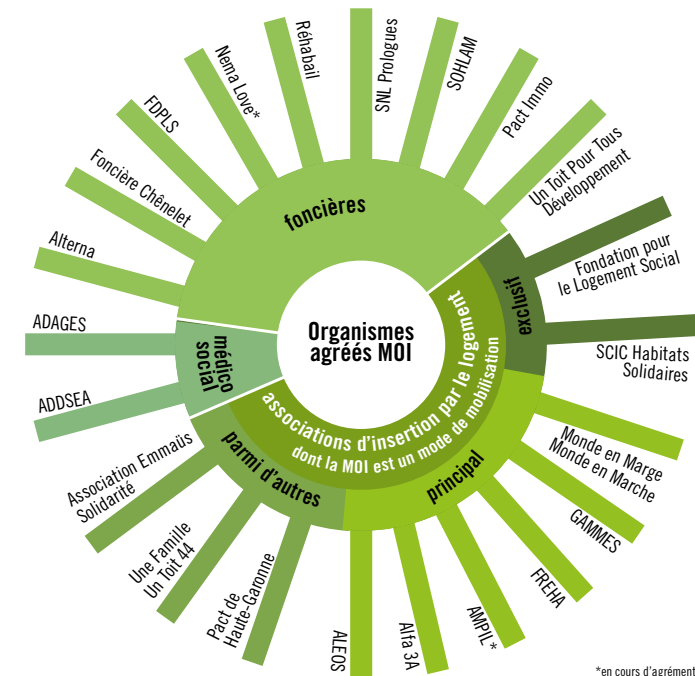 Organismes
agréés MOI
foncières
Alterna
Foncière Chênelet
FDPLS
Nema Love*
Réhabail
SNL Prologues
SOHLAM
Pact Immo
Un Toit Pour Tous
Développement
associations d'insertion par le logement
dont la MOI est un mode de mobilisation
exclusif
Fondation pour
le Logement Social
SCIC Habitats
Solidaires
principal
Monde en Marge
Monde en Marche
GAMMES
FREHA
AMPIL*
Alfa 3A
ALEOS
parmi d'autres
Pact de
Haute-Garonne
Une Famille
Un Toit 44
Association Emmaüs
Solidarité
médico
social
ADDSEA
ADAGES
*en cours d'agrément